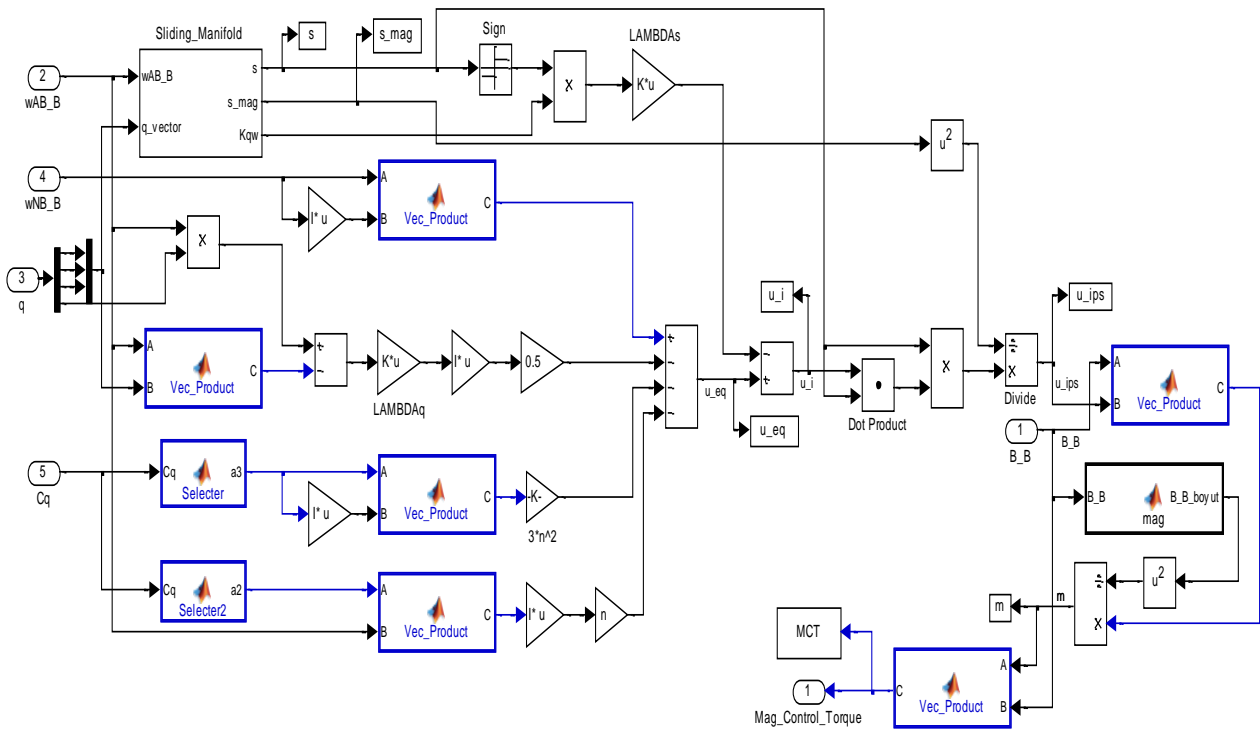 Sliding_Manifold
s
s_mag
Sign
LAMBDAs
2
wAB_B
wAB_B
q_vector
s
s_mag
Kqw
X
K*u
u^2
4
wNB_B
I* u
A
B
Vec_Product
C
X
3
q
A
B
Vec_Product
C
+
-
K*u
LAMBDAq
I* u
0.5
+
-
-
-
u_eq
u_eq
-
+
u_i
u_i
Dot Product
X
÷
X
Divide
u_ips
u_ips
A
B
Vec_Product
C
1
B_B
B_B
5
Cq
Cq
Selecter
a3
I* u
A
B
Vec_Product
C
-K-
3*n^2
Cq
Selecter2
a2
A
B
Vec_Product
C
I* u
n
B_B
mag
B_B_boyut
u^2
÷
X
m
m
MCT
1
Mag_Control_Torque
C
Vec_Product
A
B